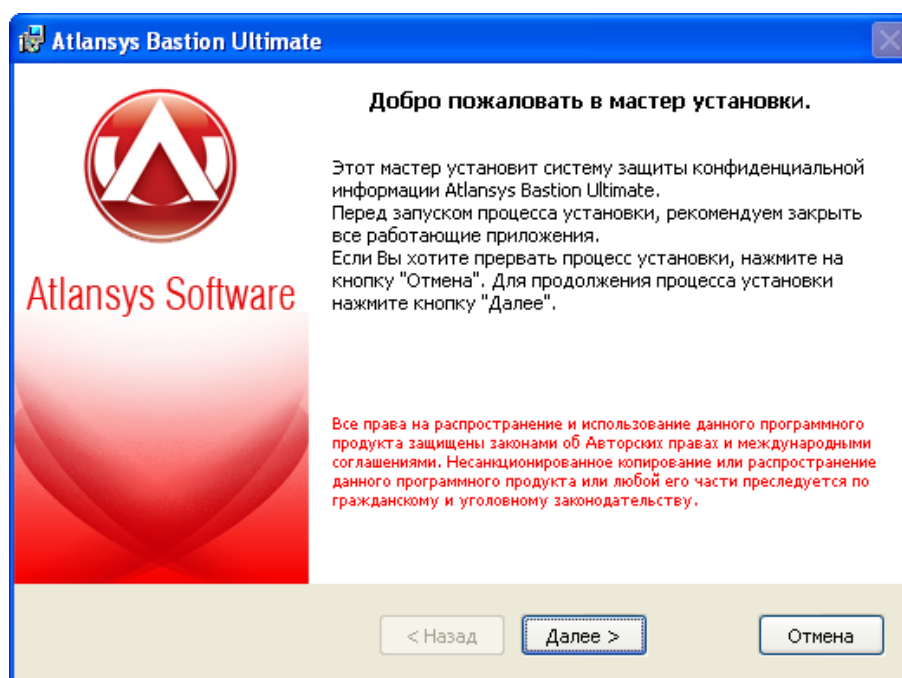 Atlansys Bastion Ultimate
Добро пожаловать в мастер установки.
Этот мастер установит систему защиты конфиденциальной
информации Atlansys Bastion Ultimate.
Перед запуском процесса установки, рекомендуем закрыть
все работающие приложения.
Если Вы хотите прервать процесс установки, нажмите на
кнопку "Отмена". Для продолжения процесса установки
нажмите кнопку "Далее".
Atlansys Software
Все права на распространение и использование данного программного
продукта защищены законами об Авторских правах и международными
соглашениями. Несанкционированное копирование или распространение
данного программного продукта или любой его части преследуется по
гражданскому и уголовному законодательству.
< Назад
Далее >
Отмена